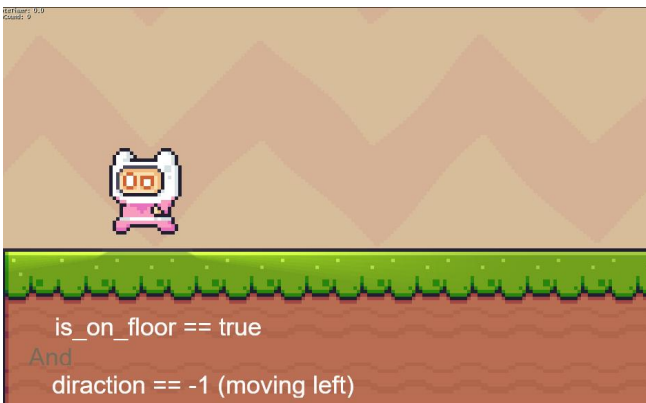 is_on_floor == true
And
diraction == -1 (moving left)